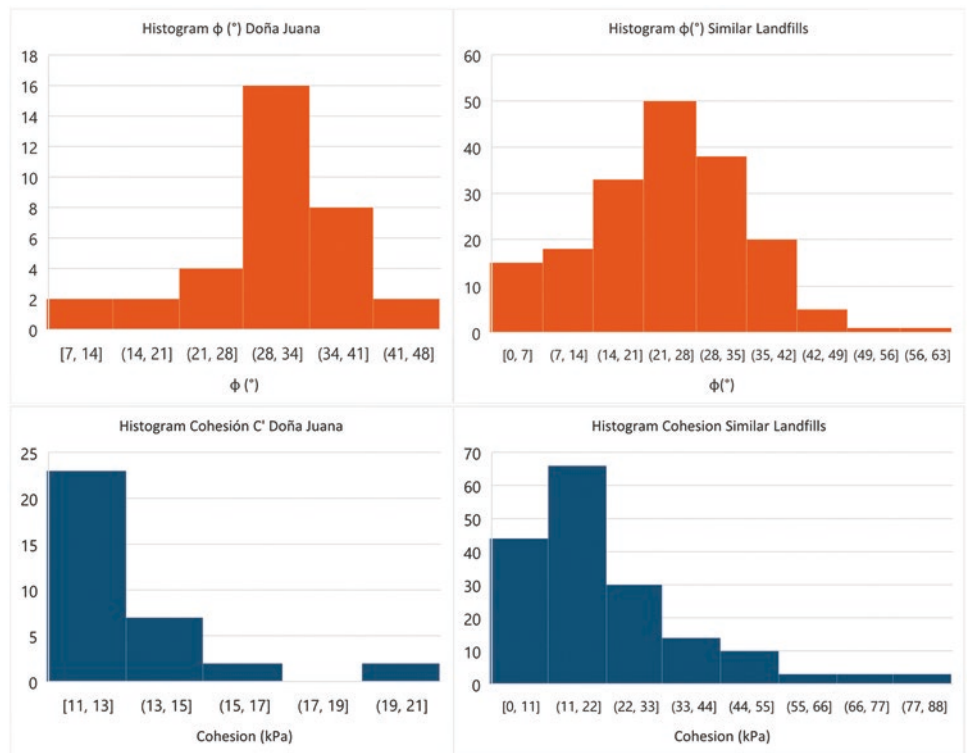 Histogram ϕ (°) Doña Juana
18
16
14
12
10
8
6
4
2
0
[7, 14] (14, 21] (21, 28] (28, 34] (34, 41] (41, 48]
ϕ (°)
Histogram ϕ(°) Similar Landfills
60
50
40
30
20
10
0
[0, 7] (7, 14] (14, 21] (21, 28] (28, 35] (35, 42] (42, 49] (49, 56] (56, 63]
ϕ(°)
Histogram Cohesión C' Doña Juana
25
20
15
10
5
0
[11, 13] (13, 15] (15, 17] (17, 19] (19, 21]
Cohesion (kPa)
Histogram Cohesion Similar Landfills
70
60
50
40
30
20
10
0
[0, 11] (11, 22] (22, 33] (33, 44] (44, 55] (55, 66] (66, 77] (77, 88]
Cohesion (kPa)